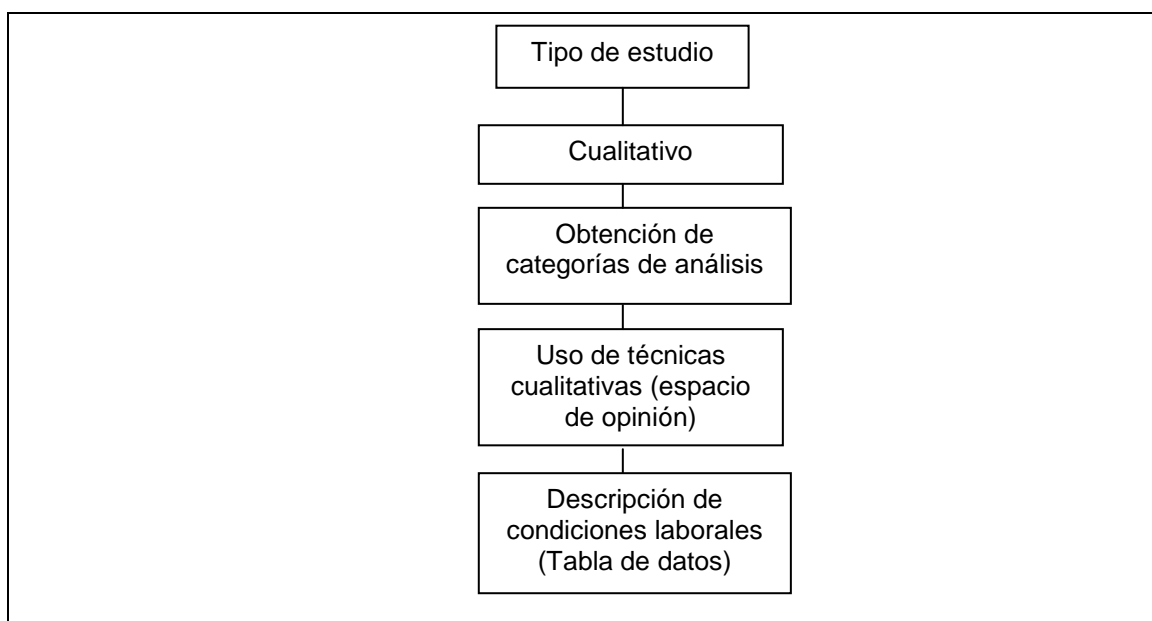 Tipo de estudio
Cualitativo
Obtención de
categorías de análisis
Uso de técnicas
cualitativas (espacio
de opinión)
Descripción de
condiciones laborales
(Tabla de datos)